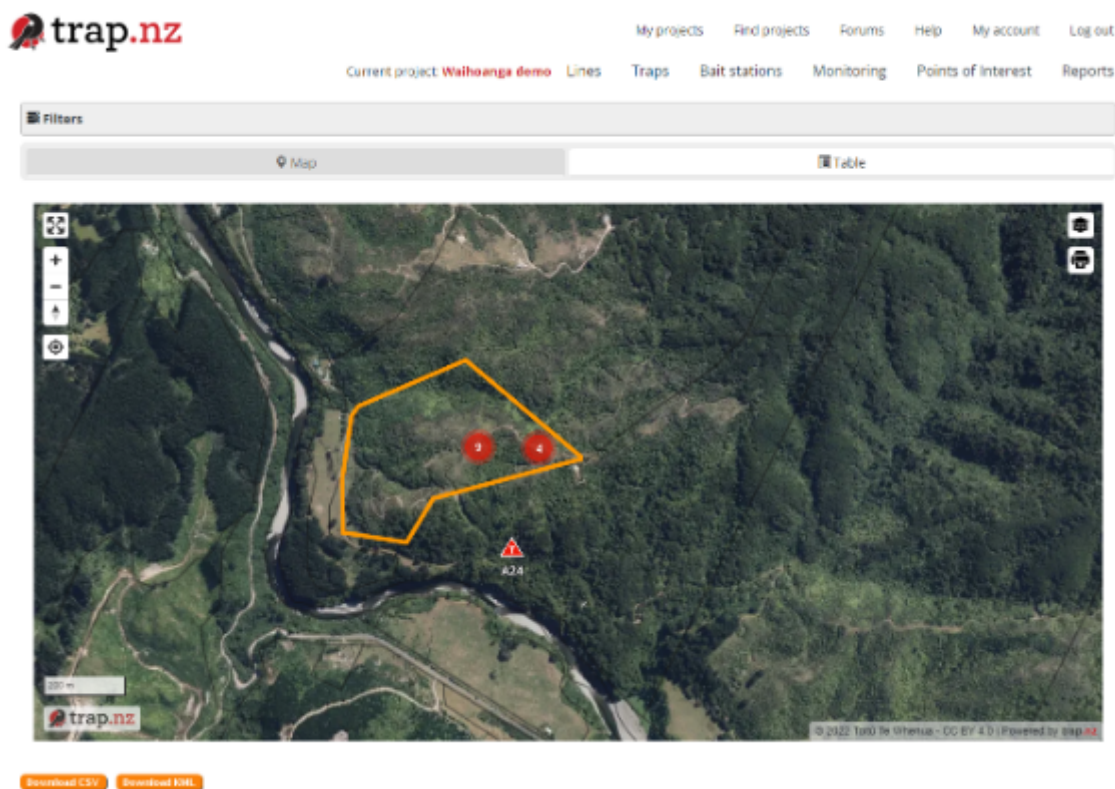 trap.nz
My projects Find projects Forums Help My account Log out
Current project: Waihoanga demo Lines Traps Bait stations Monitoring Points of Interest Reports
Filters
Map Table
+
−
9 4
T
A24
200 m
trap.nz
© 2022 Toitū Te Whenua - CC BY 4.0 | Powered by trap.nz
Download CSV Download KML